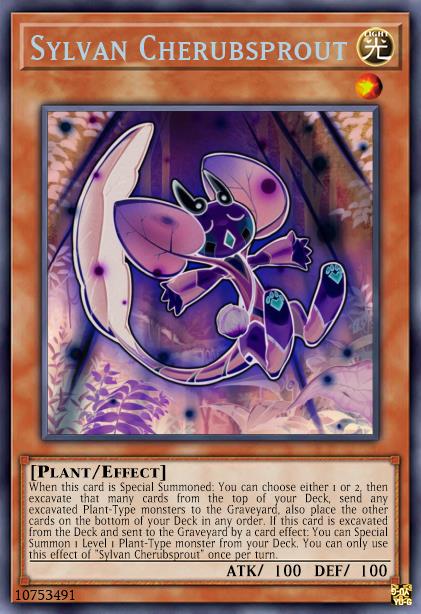 SYLVAN CHERUBSPROUT
LIGHT
光
[PLANT/EFFECT]
When this card is Special Summoned: You can choose either 1 or 2, then
excavate that many cards from the top of your Deck, send any
excavated Plant-Type monsters to the Graveyard, also place the other
cards on the bottom of your Deck in any order. If this card is excavated
from the Deck and sent to the Graveyard by a card effect: You can Special
Summon 1 Level 1 Plant-Type monster from your Deck. You can only use
this effect of "Sylvan Cherubsprout" once per turn.
ATK/ 100 DEF/ 100
10753491